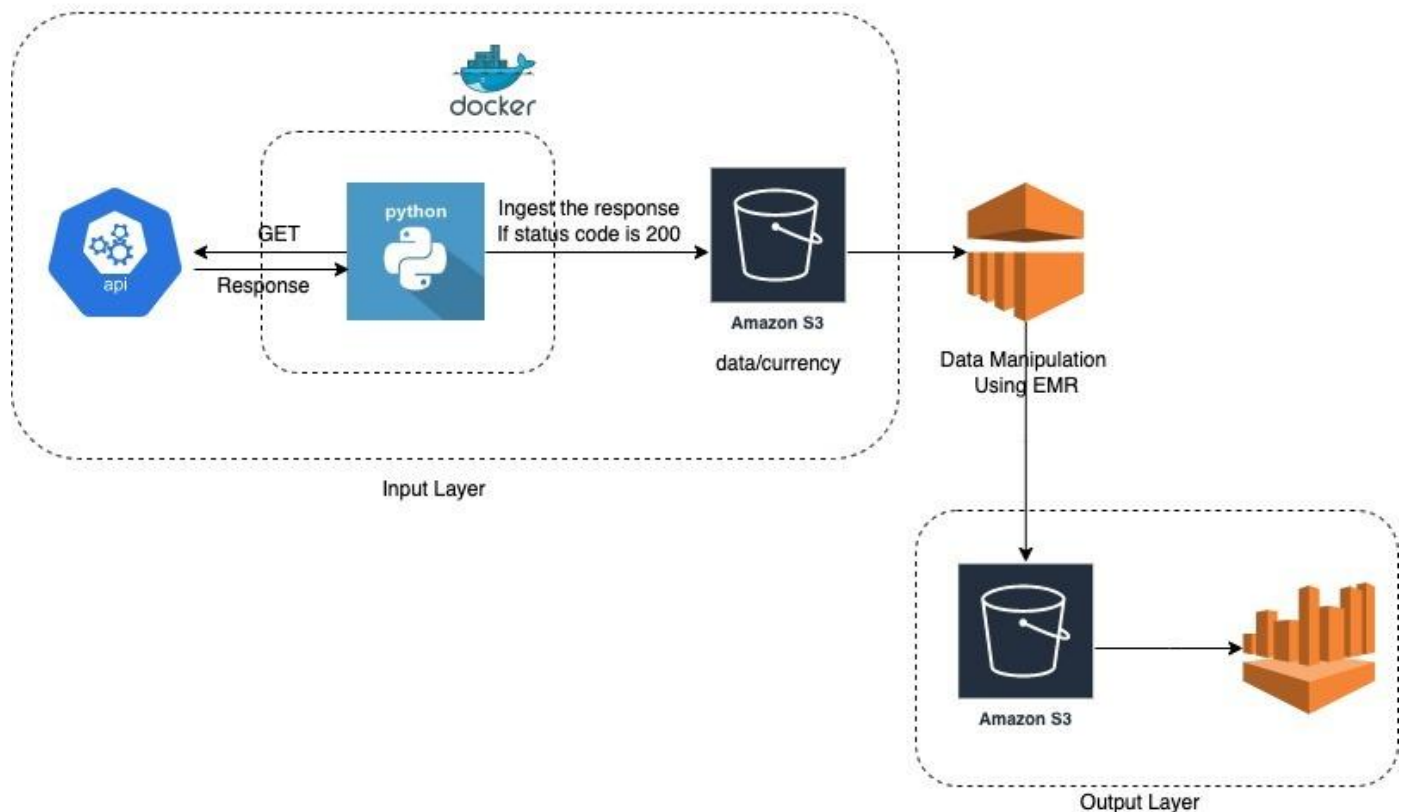 docker
python
GET
Response
api
Ingest the response
If status code is 200
Amazon S3
data/currency
Data Manipulation
Using EMR
Input Layer
Amazon S3
Output Layer